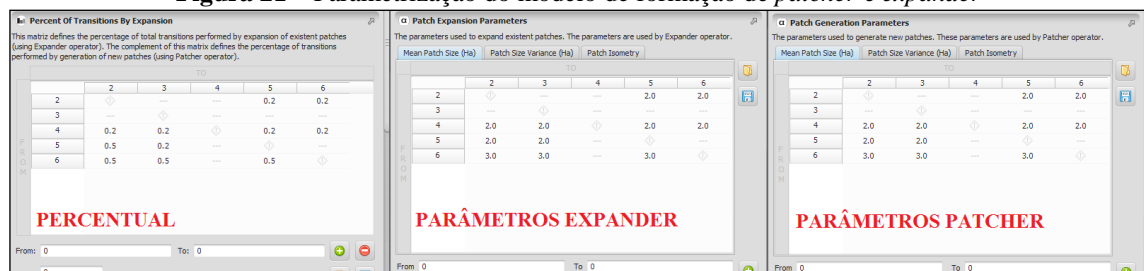 Figura 22 – Parametrização do modelo de formação de patcher e expander
Percent Of Transitions By Expansion
This matriz defines the percentage of total transitions performed by expansion of existent patches
(using Expander operator). The complement of this matrix defines the percentage of transitions
performed by generation of new patches (using Patcher operator).
TO
2 3 4 5 6
2 --- --- 0.2 0.2
3 --- --- --- ---
4 0.2 0.2 0.2 0.2
5 0.5 0.2 --- ---
6 0.5 0.5 --- 0.5
FROM
PERCENTUAL
From: 0 To: 0
0
Patch Expansion Parameters
The parameters used to expand existent patches. The parameters are used by Expander operator.
Mean Patch Size (Ha) Patch Size Variance (Ha) Patch Isometry
TO
2 3 4 5 6
2 --- --- 2.0 2.0
3 --- --- --- ---
4 2.0 2.0 2.0 2.0
5 2.0 2.0 --- ---
6 3.0 3.0 --- 3.0
FROM
PARÂMETROS EXPANDER
From 0 To 0
Patch Generation Parameters
The parameters used to generate new patches. These parameters are used by Patcher operator.
Mean Patch Size (Ha) Patch Size Variance (Ha) Patch Isometry
TO
2 3 4 5 6
2 --- --- 2.0 2.0
3 --- --- --- ---
4 2.0 2.0 2.0 2.0
5 2.0 2.0 --- ---
6 3.0 3.0 --- 3.0
FROM
PARÂMETROS PATCHER
From 0 To 0